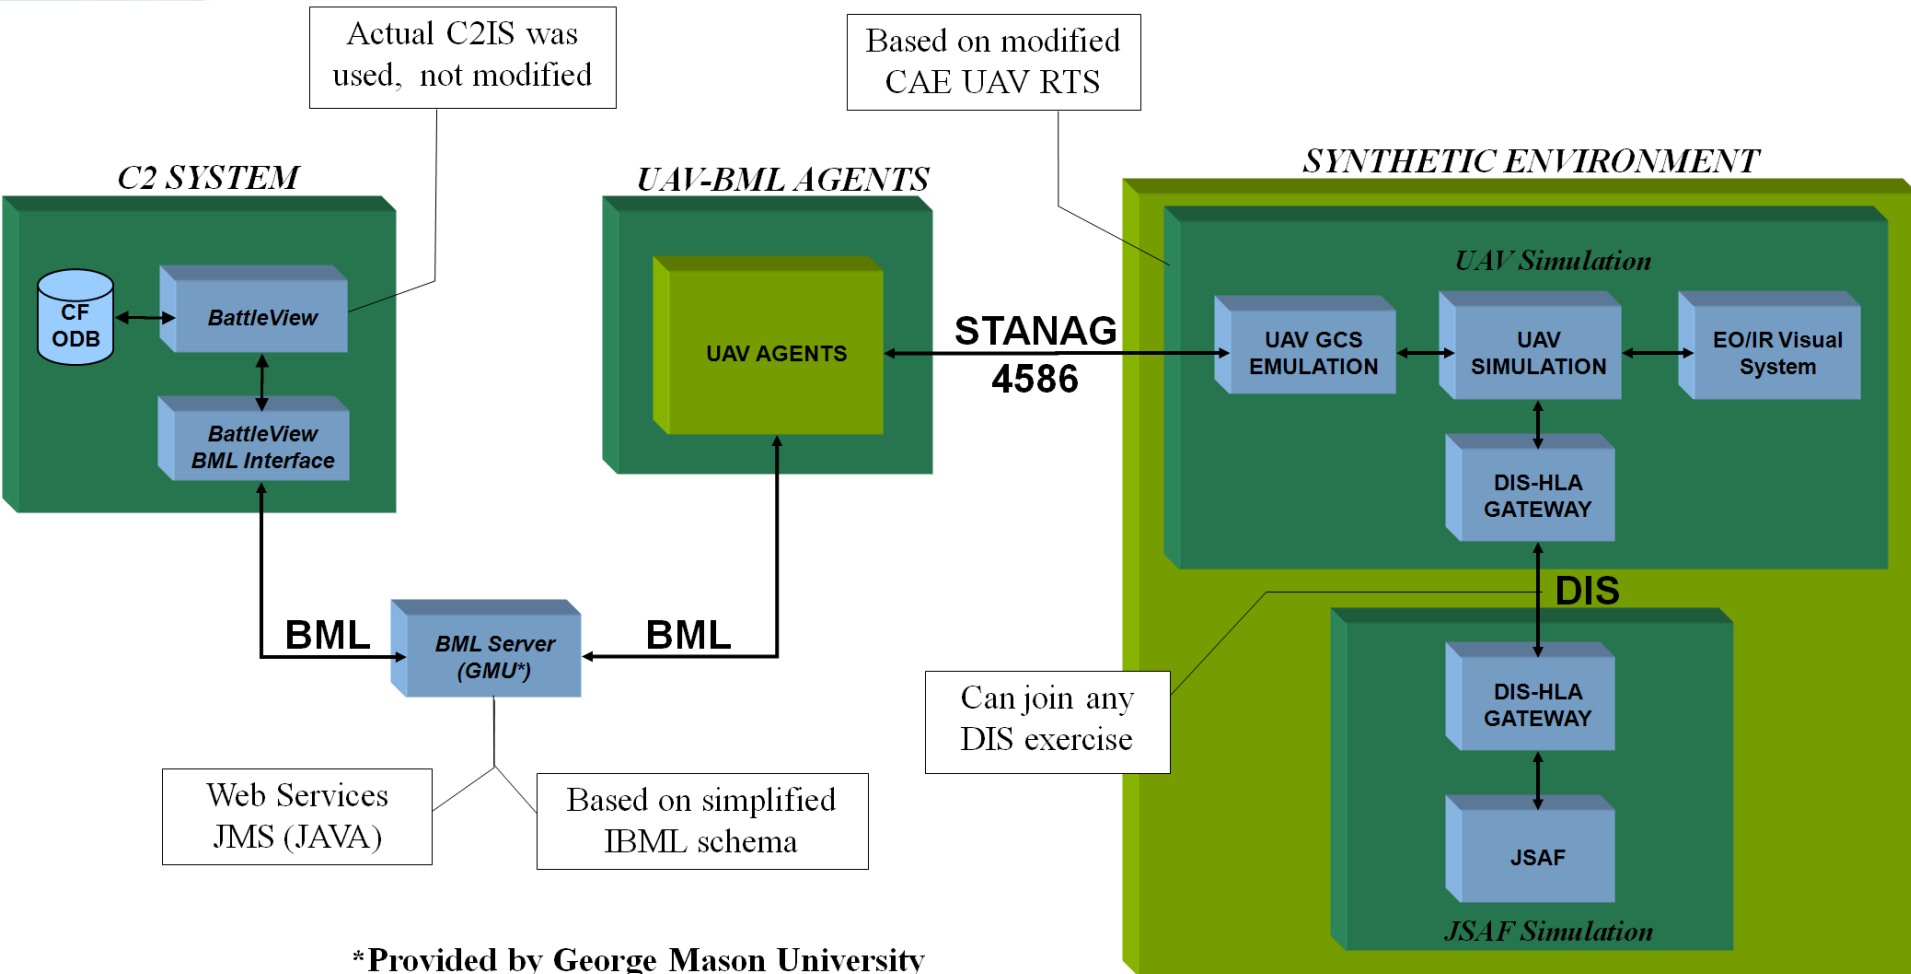 Actual C2IS was
used, not modified
Based on modified
CAE UAV RTS
C2 SYSTEM
UAV-BML AGENTS
SYNTHETIC ENVIRONMENT
CF
ODB
BattleView
BattleView
BML Interface
UAV AGENTS
STANAG
4586
UAV Simulation
UAV GCS
EMULATION
UAV
SIMULATION
EO/IR Visual
System
DIS-HLA
GATEWAY
DIS
BML
BML Server
(GMU*)
BML
Can join any
DIS exercise
DIS-HLA
GATEWAY
JSAF
JSAF Simulation
Web Services
JMS (JAVA)
Based on simplified
IBML schema
*Provided by George Mason University